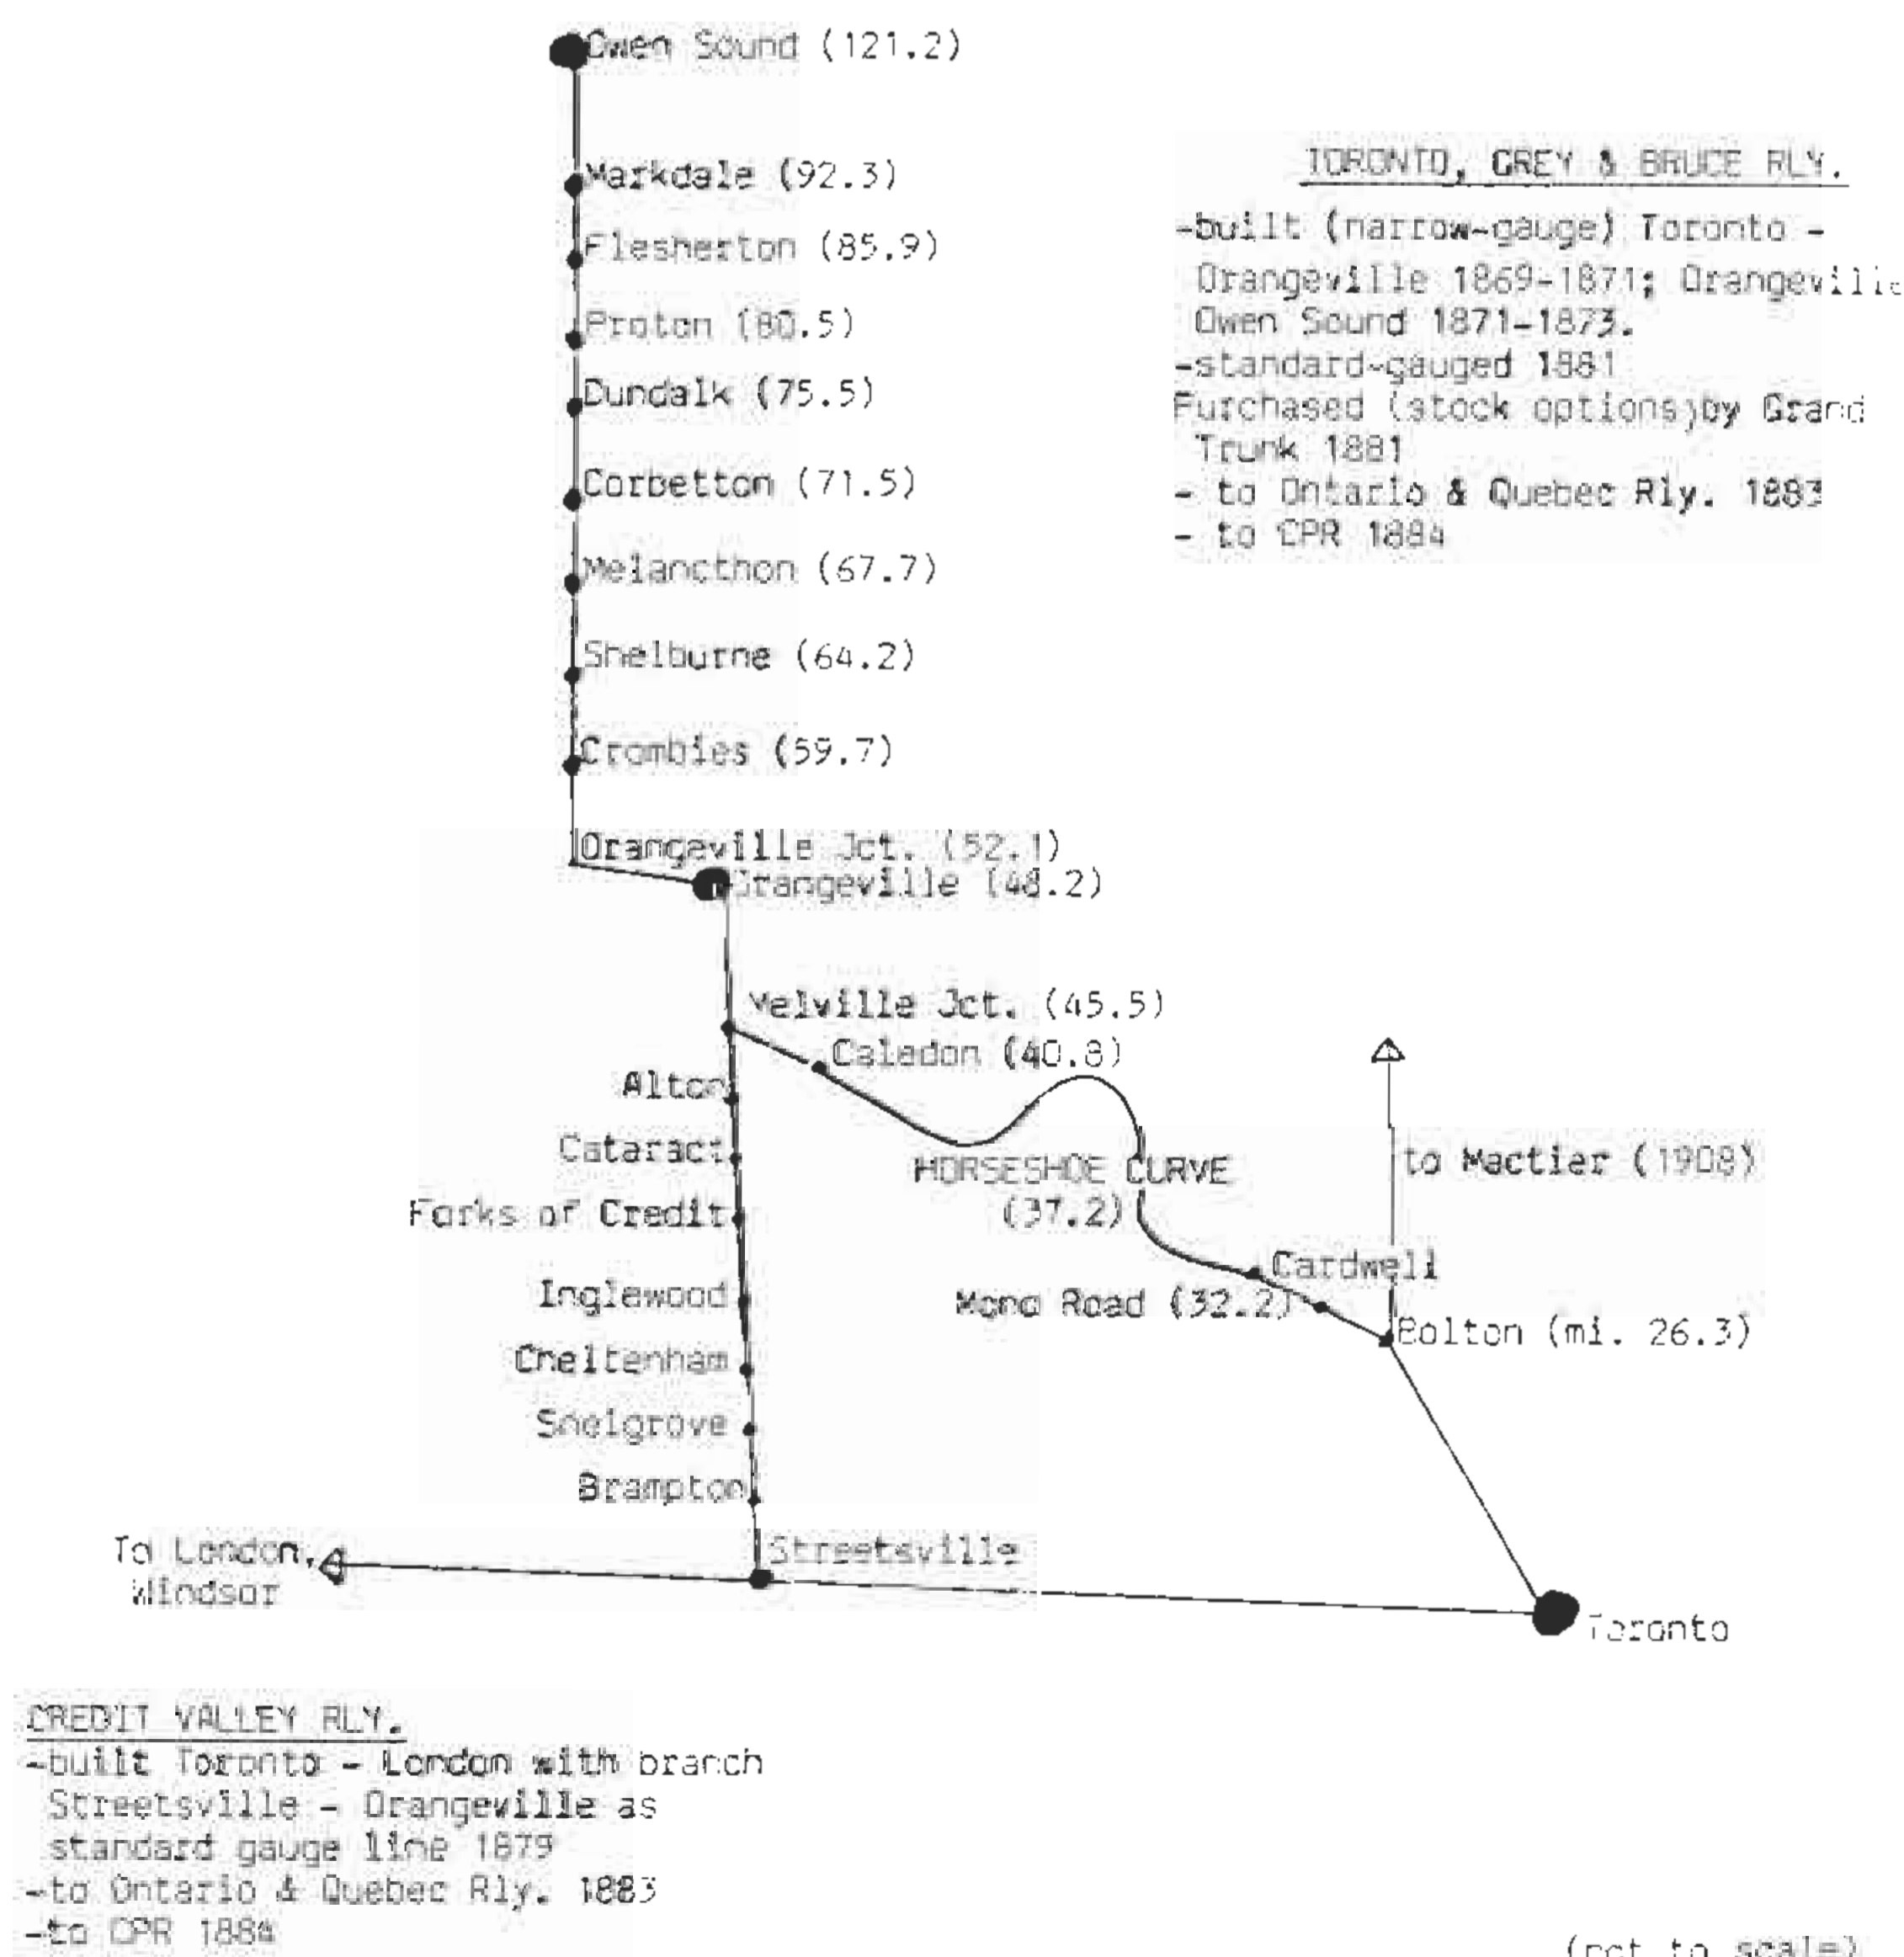 Owen Sound (121.2)
Markdale (92.3)
Flesherton (85.9)
Proton (80.5)
Dundalk (75.5)
Corbetton (71.5)
Melancthon (67.7)
Shelburne (64.2)
Crombies (59.7)
Orangeville Jct. (52.1)
Orangeville (48.2)
TORONTO, GREY & BRUCE RLY.
-built (narrow-gauge) Toronto -
Orangeville 1869-1871; Orangeville
Owen Sound 1871-1873.
-standard-gauged 1881
Purchased (stock options)by Grand
Trunk 1881
- to Ontario & Quebec Rly. 1883
- to CPR 1884
Melville Jct. (45.5)
Caledon (40.8)
Alton
Cataract
Forks of Credit
Inglewood
Cheltenham
Snelgrove
Brampton
HORSESHOE CURVE
(37.2)
to Mactier (1908)
Cardwell
Mono Road (32.2)
Bolton (mi. 26.3)
To London,
Windsor
Streetsville
Toronto
CREDIT VALLEY RLY.
-built Toronto - London with branch
Streetsville - Orangeville as
standard gauge line 1879
-to Ontario & Quebec Rly. 1883
-to CPR 1884
(not to scale)